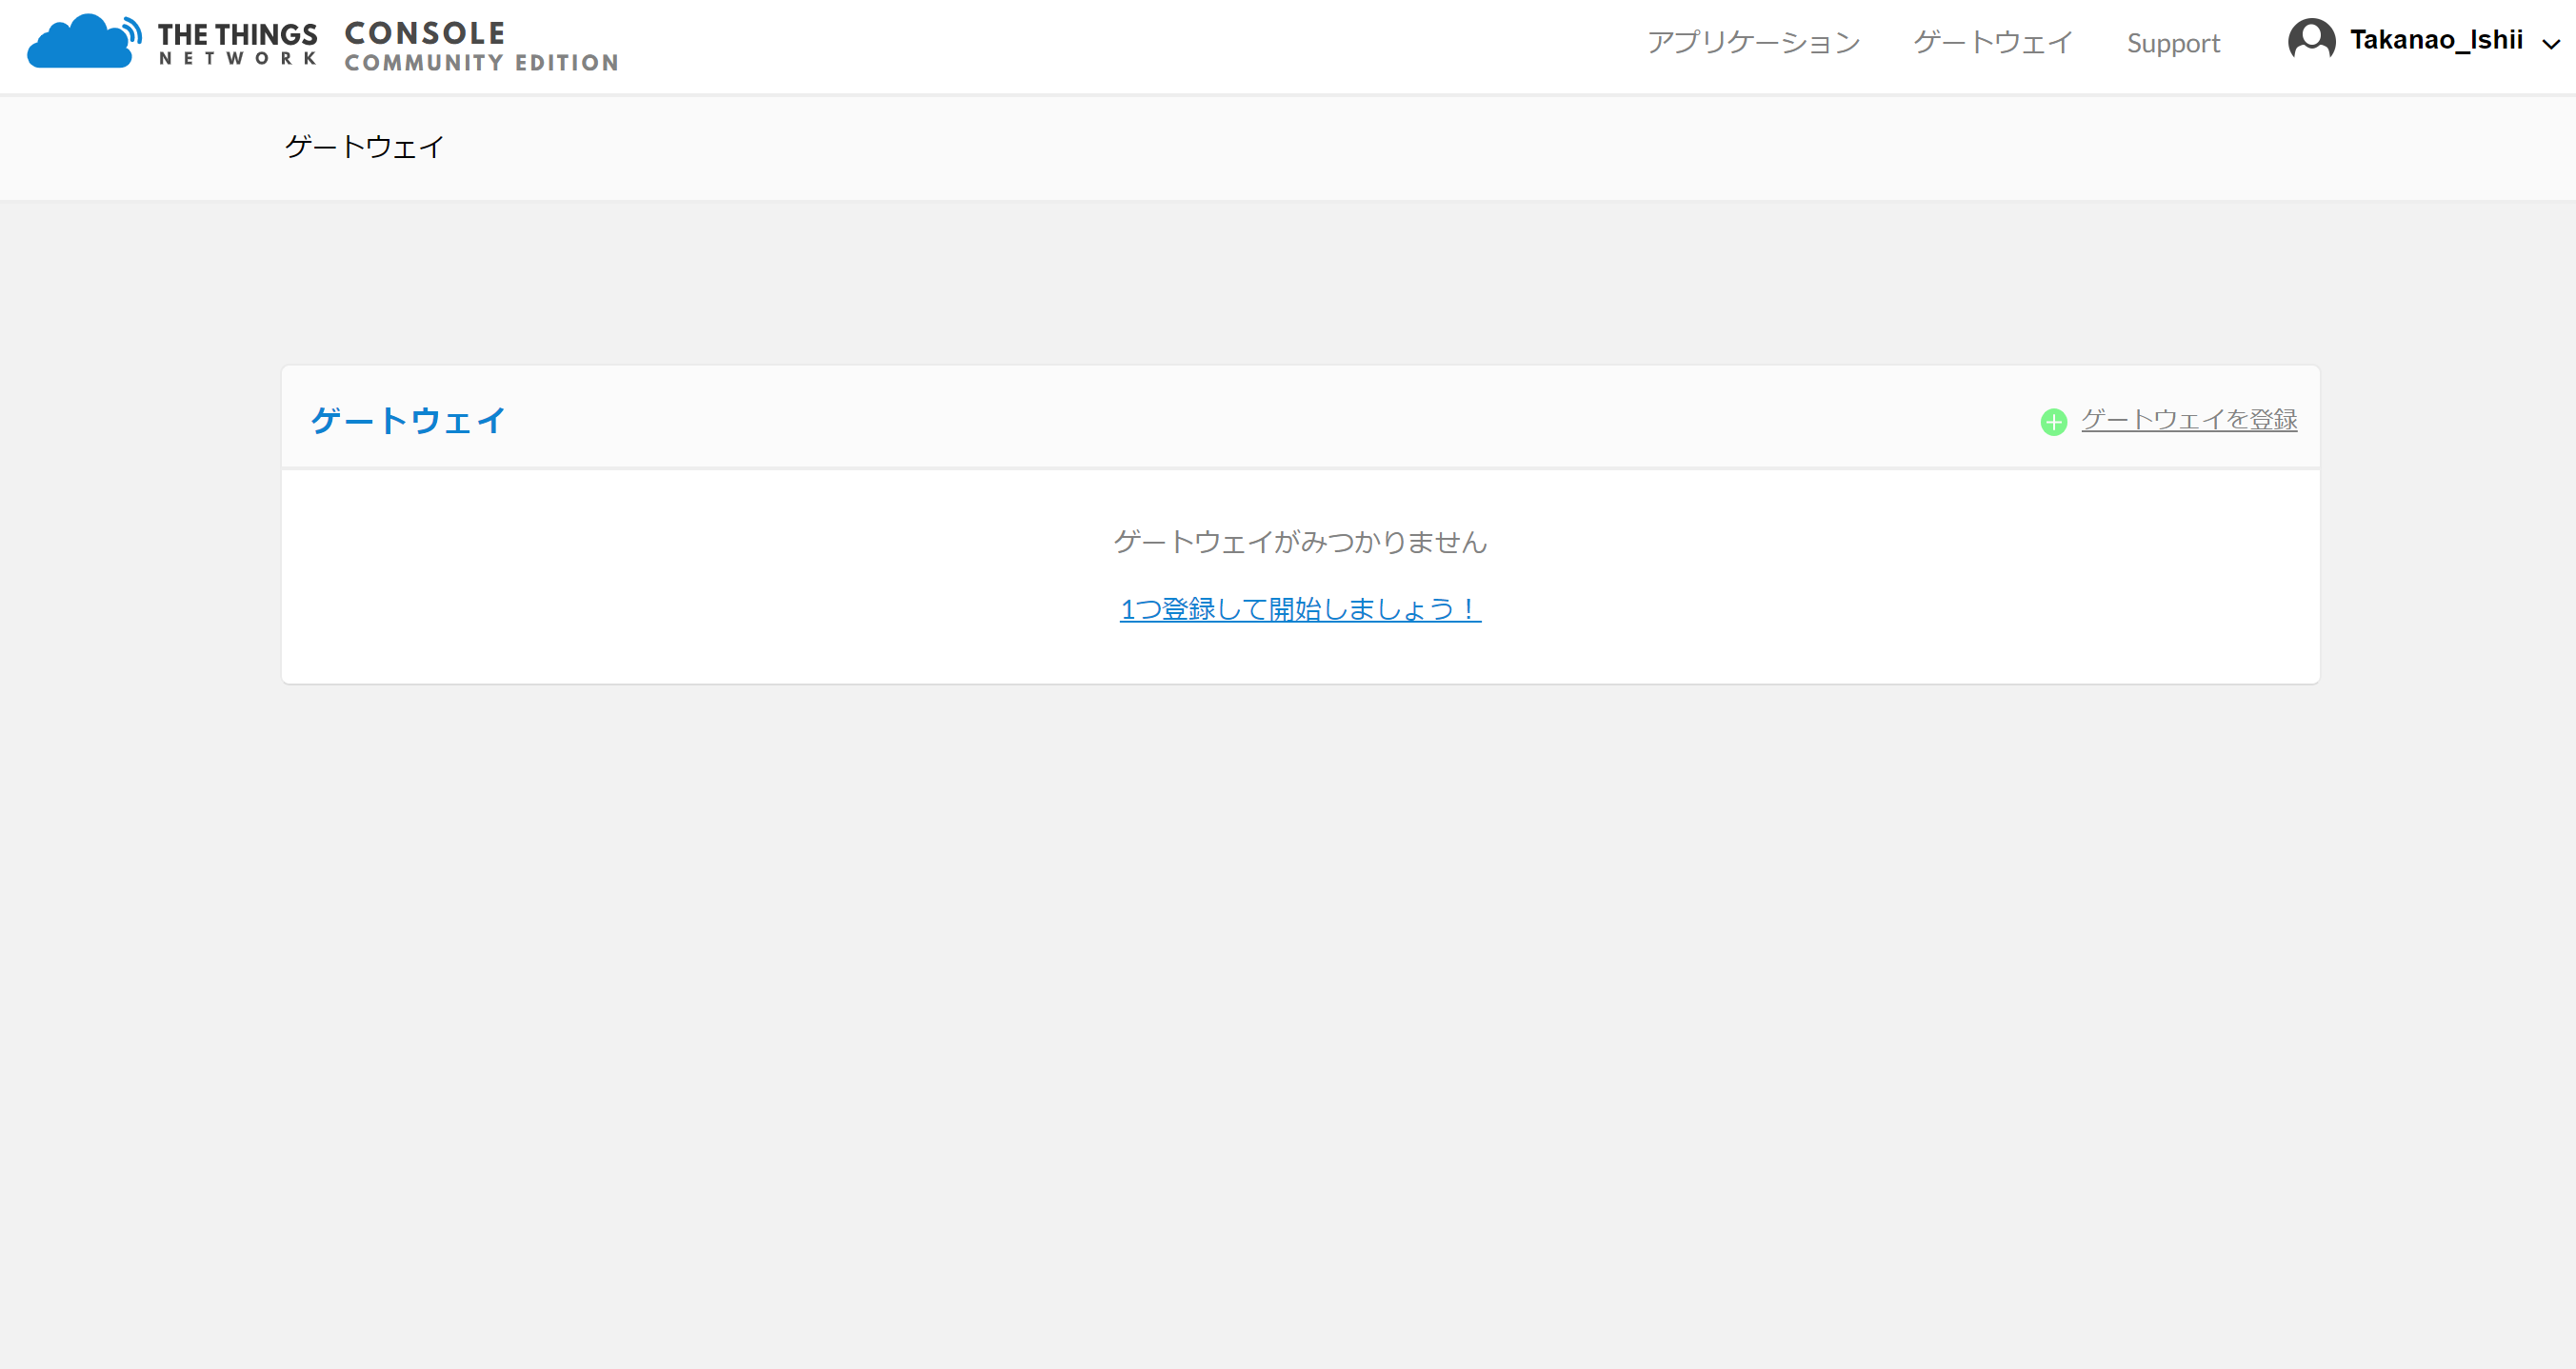 THE THINGS
NETWORK
CONSOLE
COMMUNITY EDITION
アプリケーション
ゲートウェイ
Support
Takanao_Ishii
ゲートウェイ
ゲートウェイ
ゲートウェイを登録
ゲートウェイがみつかりません
1つ登録して開始しましょう！